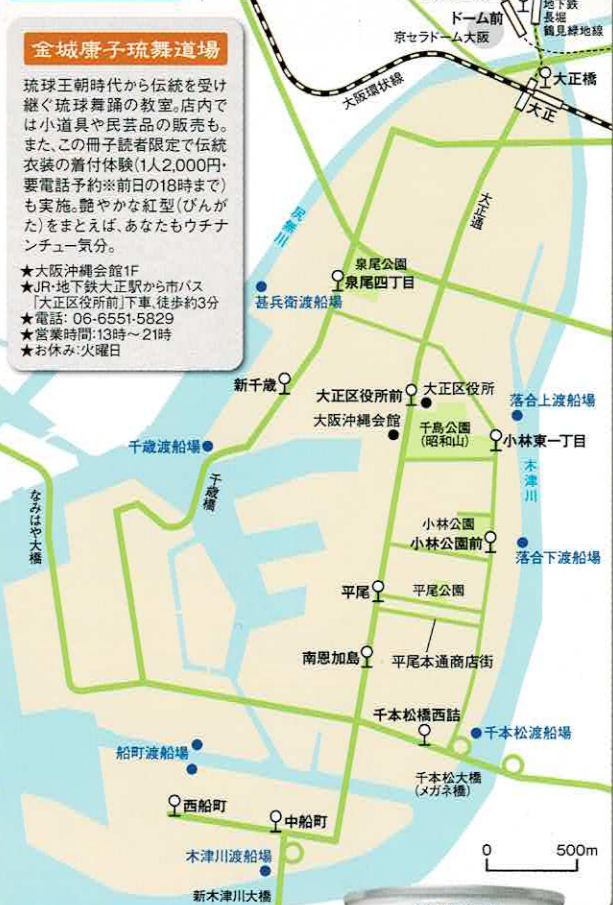 金城康子琉舞道場
琉球王朝時代から伝統を受け
継ぐ琉球舞踊の教室。店内で
は小道具や民芸品の販売も。
また、この冊子読者限定で伝統
衣装の着付体験(1人2,000円・
要電話予約※前日の18時まで)
も実施。艶やかな紅型(びんが
た)をまとえば、あなたもウチナ
ンチュー気分。
★大阪沖縄会館1F
★JR・地下鉄大正駅から市バス
「大正区役所前」下車、徒歩約3分
★電話: 06-6551-5829
★営業時間:13時～21時
★お休み:火曜日
ドーム前
京セラドーム大阪
地下鉄
長堀
鶴見緑地線
大正橋
大正
大阪環状線
大正通
尻無川
泉尾公園
泉尾四丁目
甚兵衛渡船場
新千歳
大正区役所前
大正区役所
大阪沖縄会館
千島公園
(昭和山)
落合上渡船場
小林東一丁目
千歳渡船場
千歳橋
なみはや大橋
木津川
小林公園
小林公園前
落合下渡船場
平尾
平尾公園
南恩加島
平尾本通商店街
千本松橋西詰
千本松渡船場
船町渡船場
千本松大橋
(メガネ橋)
西船町
中船町
木津川渡船場
新木津川大橋
0 500m